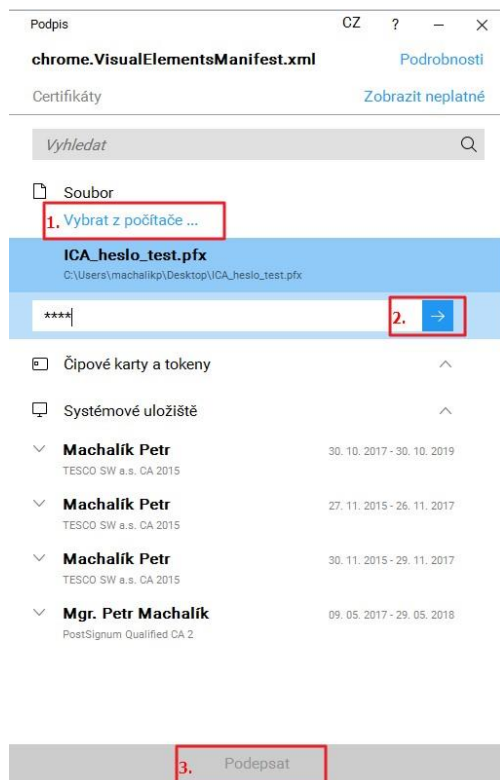 Podpis CZ ?
chrome.VisualElementsManifest.xml Podrobnosti
Certifikáty Zobrazit neplatné
Vyhledat
Soubor
1. Vybrat z počítače ...
ICA_heslo_test.pfx
C:\Users\machalikp\Desktop\ICA_heslo_test.pfx
**** 2.
Čipové karty a tokeny
Systémové uložiště
Machalík Petr 30. 10. 2017 - 30. 10. 2019
TESCO SW a.s. CA 2015
Machalík Petr 27. 11. 2015 - 26. 11. 2017
TESCO SW a.s. CA 2015
Machalík Petr 30. 11. 2015 - 29. 11. 2017
TESCO SW a.s. CA 2015
Mgr. Petr Machalík 09. 05. 2017 - 29. 05. 2018
PostSignum Qualified CA 2
3. Podepsat